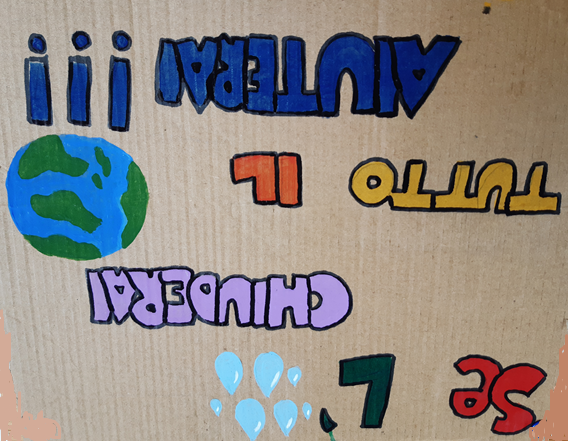 Se L'
CHIUDERAI
TUTTO IL
AIUTERAI !!!